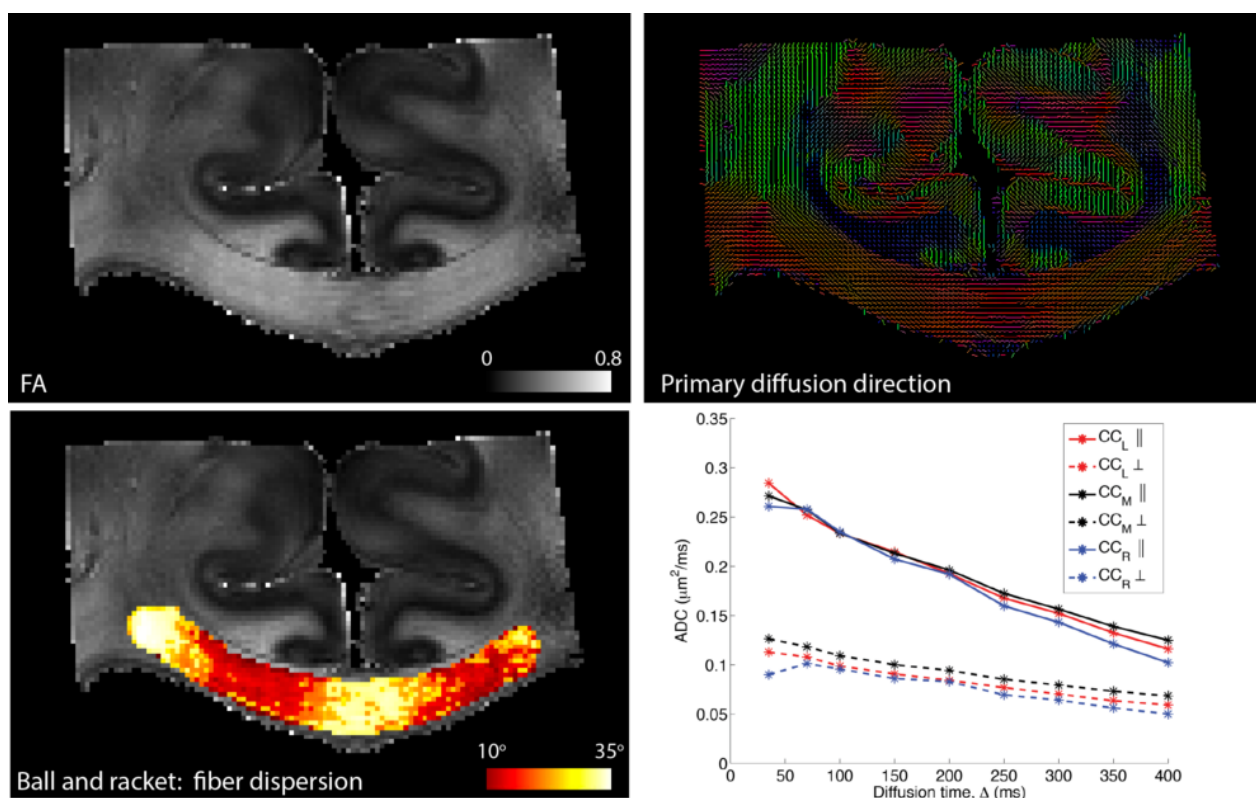 0 0.8
FA
Primary diffusion direction
10° 35°
Ball and racket: fiber dispersion
0.35
0.3
0.25
0.2
0.15
0.1
0.05
0
ADC (μm²/ms)
0 50 100 150 200 250 300 350 400
Diffusion time, Δ (ms)
CC_L ∥
CC_L ⊥
CC_M ∥
CC_M ⊥
CC_R ∥
CC_R ⊥